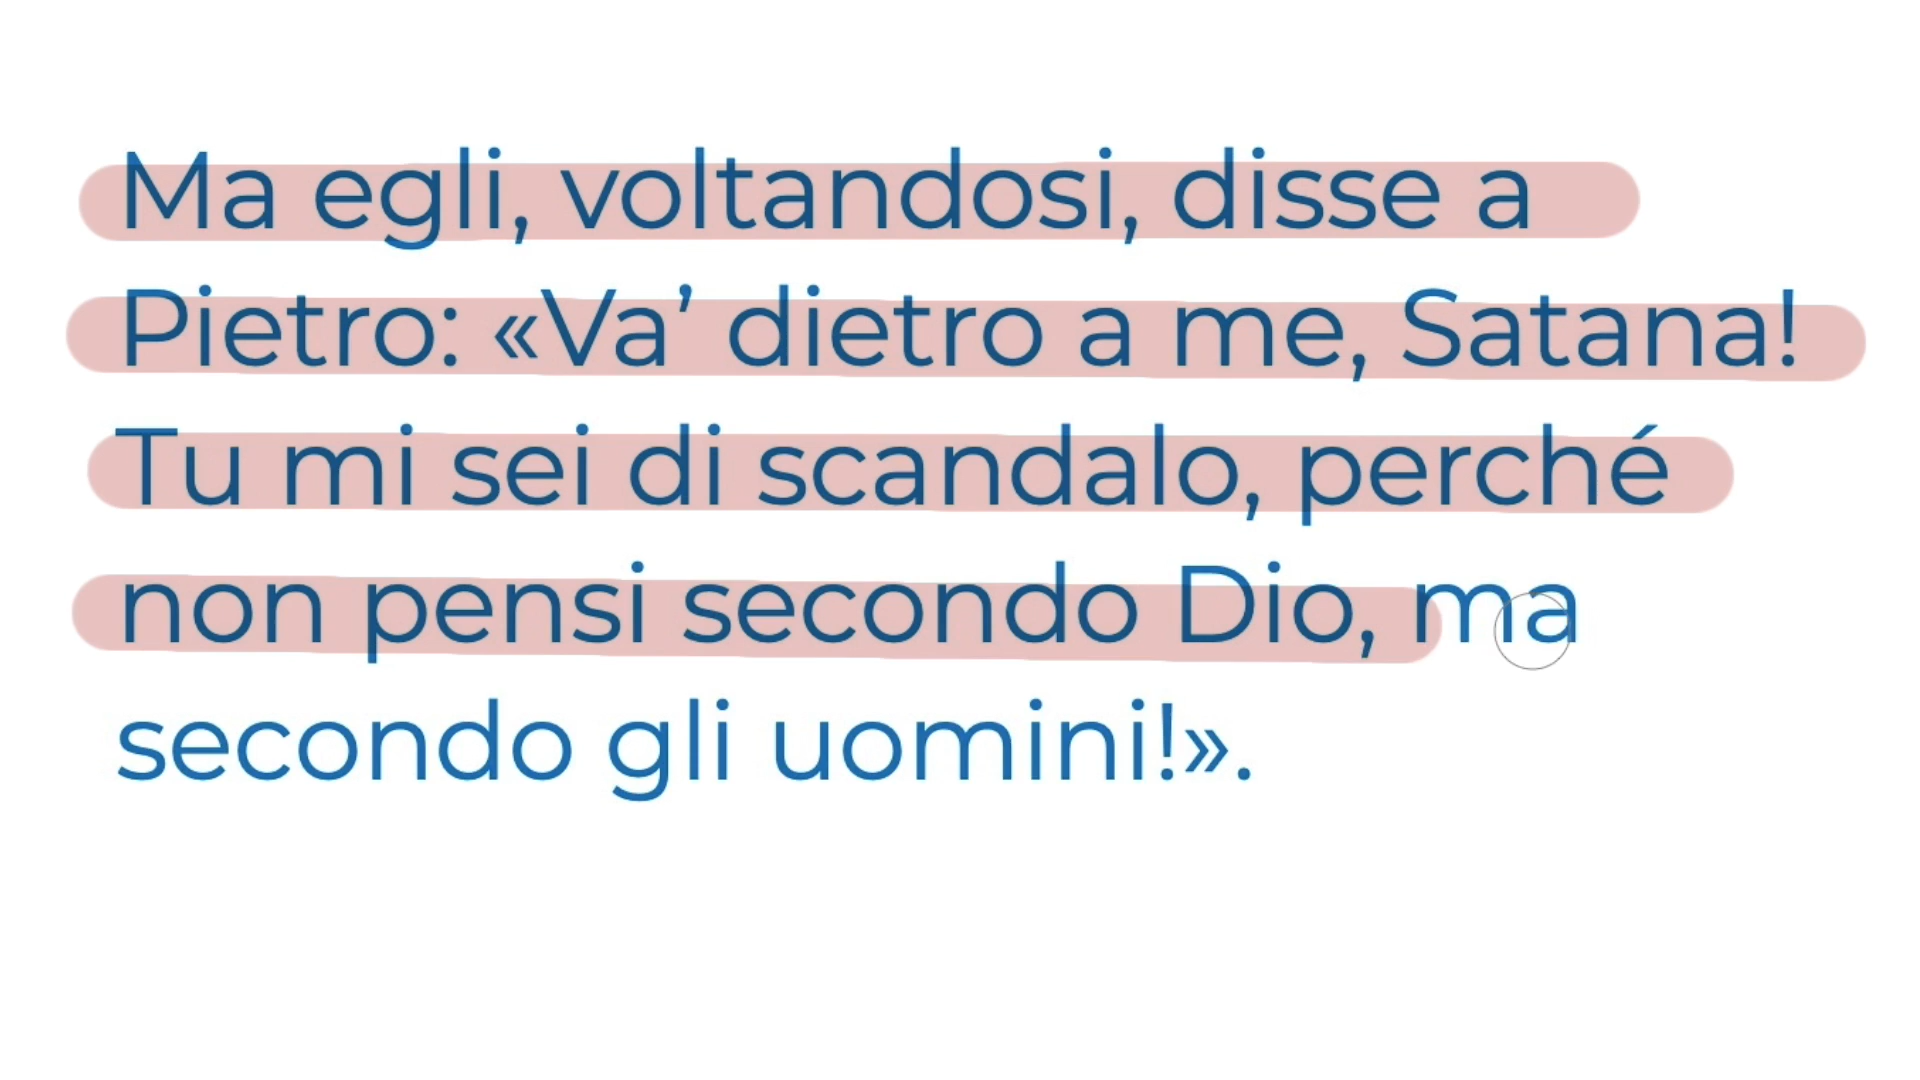 Ma egli, voltandosi, disse a
Pietro: «Va’ dietro a me, Satana!
Tu mi sei di scandalo, perché
non pensi secondo Dio, ma
secondo gli uomini!».